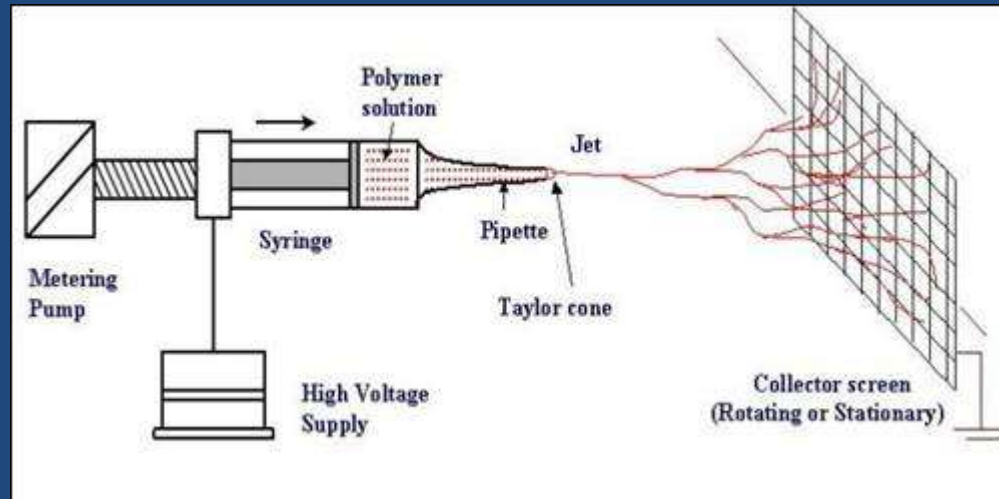 Polymer
solution
Jet
Syringe
Pipette
Metering
Pump
Taylor cone
High Voltage
Supply
Collector screen
(Rotating or Stationary)